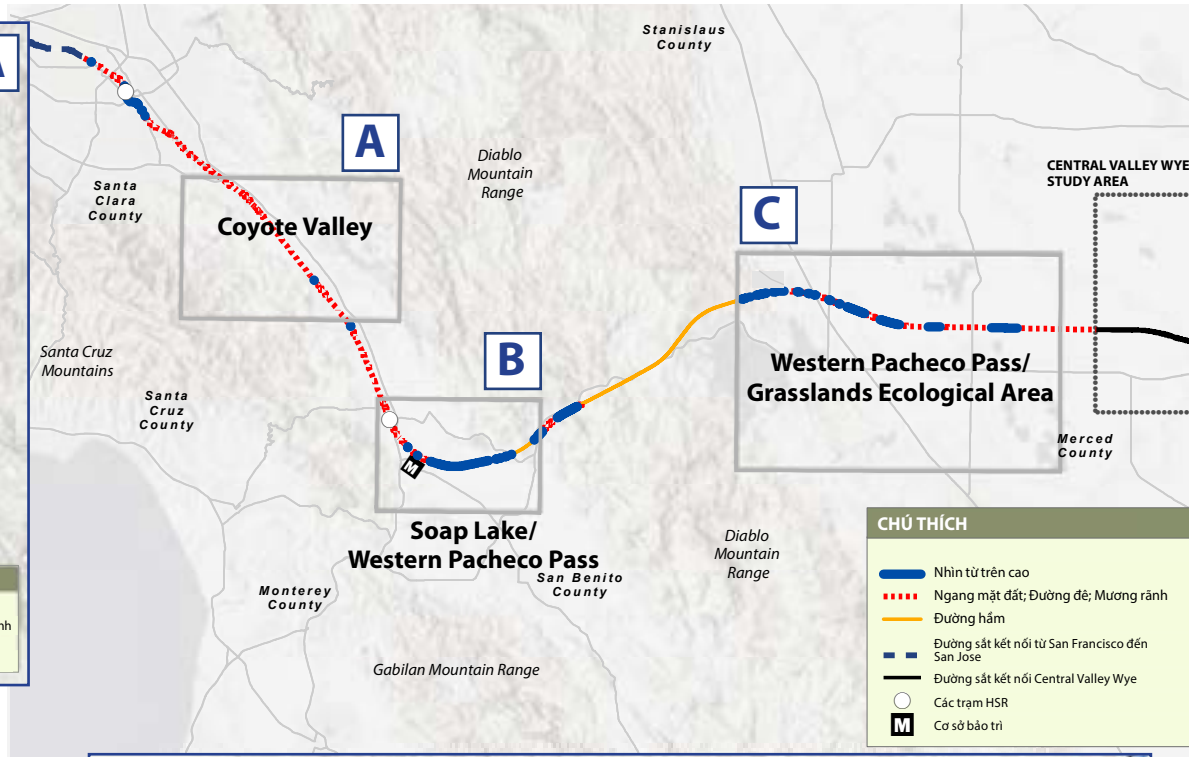 Stanislaus
County
A
A
Diablo
Mountain
Range
CENTRAL VALLEY WYE
STUDY AREA
Santa
Clara
County
C
Coyote Valley
B
Santa Cruz
Mountains
Western Pacheco Pass/
Grasslands Ecological Area
Santa
Cruz
County
Merced
County
M
Soap Lake/
Western Pacheco Pass
Diablo
Mountain
Range
San Benito
County
Monterey
County
Gabilan Mountain Range
nh
CHÚ THÍCH
Nhìn từ trên cao
Ngang mặt đất; Đường đê; Mương rãnh
Đường hầm
Đường sắt kết nối từ San Francisco đến
San Jose
Đường sắt kết nối Central Valley Wye
Các trạm HSR
M Cơ sở bảo trì